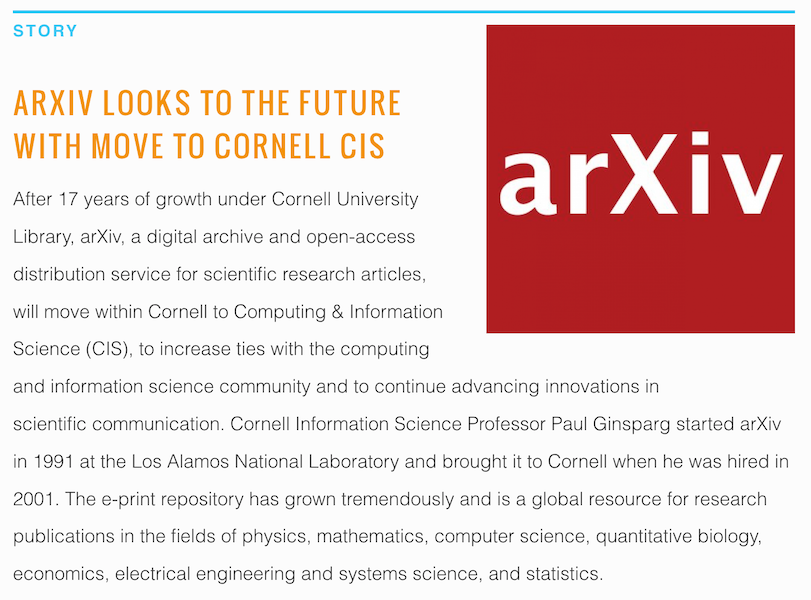 STORY
ARXIV LOOKS TO THE FUTURE
WITH MOVE TO CORNELL CIS
arXiv
After 17 years of growth under Cornell University
Library, arXiv, a digital archive and open-access
distribution service for scientific research articles,
will move within Cornell to Computing & Information
Science (CIS), to increase ties with the computing
and information science community and to continue advancing innovations in
scientific communication. Cornell Information Science Professor Paul Ginsparg started arXiv
in 1991 at the Los Alamos National Laboratory and brought it to Cornell when he was hired in
2001. The e-print repository has grown tremendously and is a global resource for research
publications in the fields of physics, mathematics, computer science, quantitative biology,
economics, electrical engineering and systems science, and statistics.